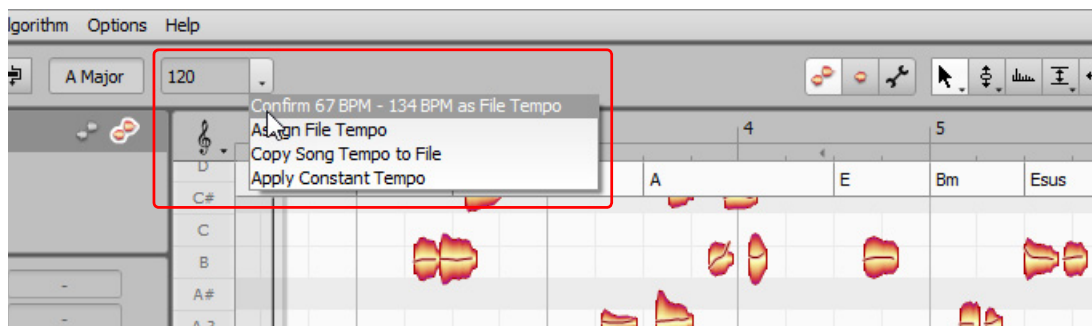 lgorithm Options Help
A Major 120
Confirm 67 BPM - 134 BPM as File Tempo
Assign File Tempo
Copy Song Tempo to File
Apply Constant Tempo
4 5
D A E Bm Esus
C#
C
B
A#
A 2